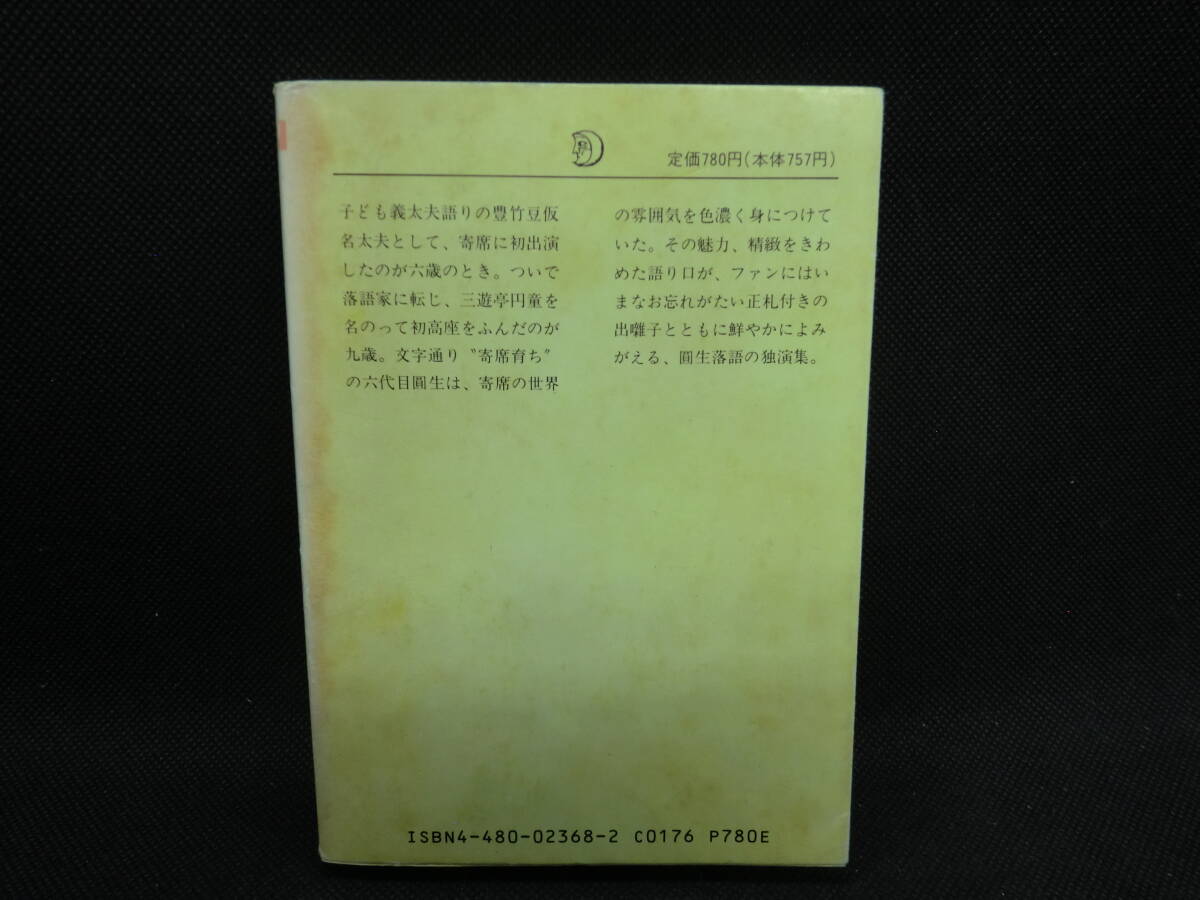 定価780円(本体757円)
子ども義太夫語りの豊竹豆仮
名太夫として、寄席に初出演
したのが六歳のとき。ついで
落語家に転じ、三遊亭円童を
名のって初高座をふんだのが
九歳。文字通り〝寄席育ち〟
の六代目圓生は、寄席の世界
の雰囲気を色濃く身につけて
いた。その魅力、精緻をきわ
めた語り口が、ファンにはい
まなお忘れがたい正札付きの
出囃子とともに鮮やかによみ
がえる、圓生落語の独演集。
ISBN4-480-02368-2 C0176 P780E